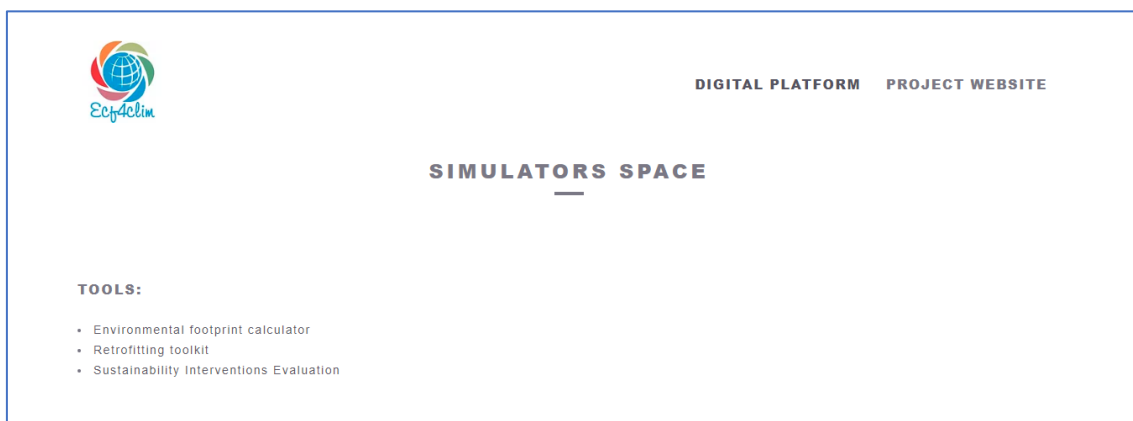 Ecf4clim
DIGITAL PLATFORM PROJECT WEBSITE
SIMULATORS SPACE
TOOLS:
• Environmental footprint calculator
• Retrofitting toolkit
• Sustainability Interventions Evaluation